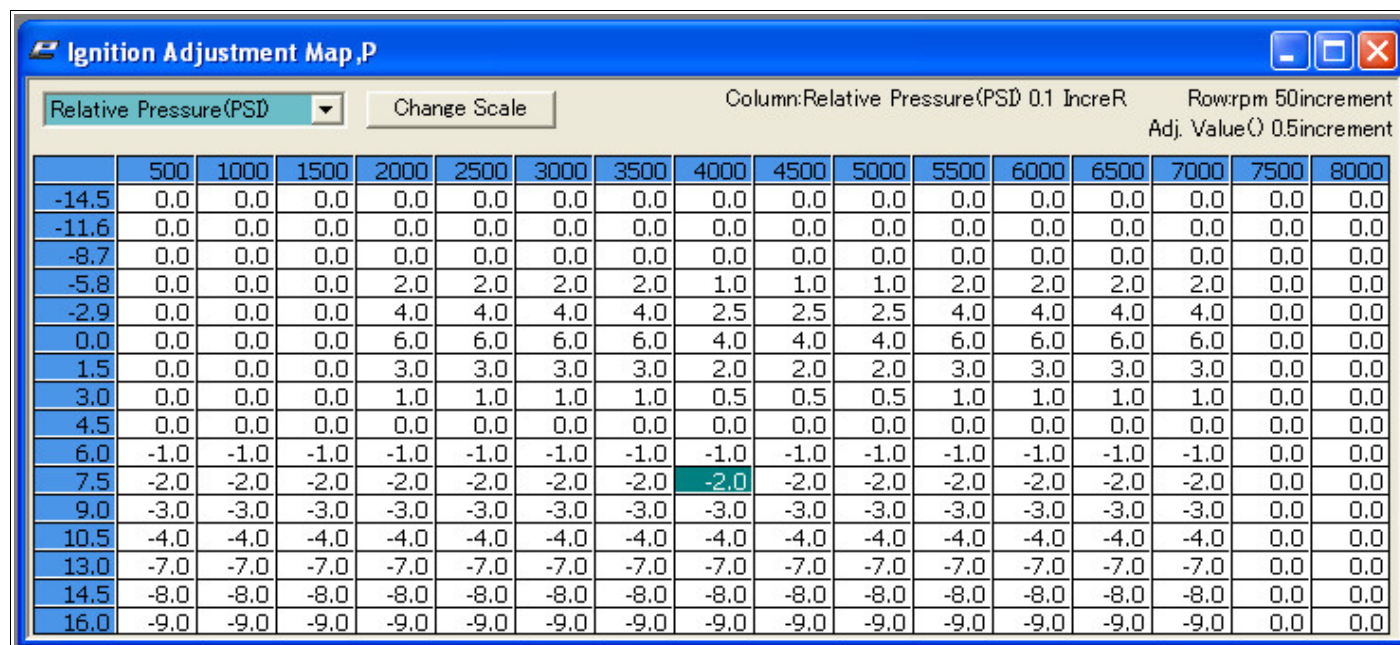 Ignition Adjustment Map,P
Relative Pressure(PSI) Change Scale Column:Relative Pressure(PSI) 0.1 IncreR Row:rpm 50increment
Adj. Value() 0.5increment
500 1000 1500 2000 2500 3000 3500 4000 4500 5000 5500 6000 6500 7000 7500 8000
-14.5 0.0 0.0 0.0 0.0 0.0 0.0 0.0 0.0 0.0 0.0 0.0 0.0 0.0 0.0 0.0 0.0
-11.6 0.0 0.0 0.0 0.0 0.0 0.0 0.0 0.0 0.0 0.0 0.0 0.0 0.0 0.0 0.0 0.0
-8.7 0.0 0.0 0.0 0.0 0.0 0.0 0.0 0.0 0.0 0.0 0.0 0.0 0.0 0.0 0.0 0.0
-5.8 0.0 0.0 0.0 2.0 2.0 2.0 2.0 1.0 1.0 1.0 2.0 2.0 2.0 2.0 0.0 0.0
-2.9 0.0 0.0 0.0 4.0 4.0 4.0 4.0 2.5 2.5 2.5 4.0 4.0 4.0 4.0 0.0 0.0
0.0 0.0 0.0 0.0 6.0 6.0 6.0 6.0 4.0 4.0 4.0 6.0 6.0 6.0 6.0 0.0 0.0
1.5 0.0 0.0 0.0 3.0 3.0 3.0 3.0 2.0 2.0 2.0 3.0 3.0 3.0 3.0 0.0 0.0
3.0 0.0 0.0 0.0 1.0 1.0 1.0 1.0 0.5 0.5 0.5 1.0 1.0 1.0 1.0 0.0 0.0
4.5 0.0 0.0 0.0 0.0 0.0 0.0 0.0 0.0 0.0 0.0 0.0 0.0 0.0 0.0 0.0 0.0
6.0 -1.0 -1.0 -1.0 -1.0 -1.0 -1.0 -1.0 -1.0 -1.0 -1.0 -1.0 -1.0 -1.0 -1.0 0.0 0.0
7.5 -2.0 -2.0 -2.0 -2.0 -2.0 -2.0 -2.0 -2.0 -2.0 -2.0 -2.0 -2.0 -2.0 -2.0 0.0 0.0
9.0 -3.0 -3.0 -3.0 -3.0 -3.0 -3.0 -3.0 -3.0 -3.0 -3.0 -3.0 -3.0 -3.0 -3.0 0.0 0.0
10.5 -4.0 -4.0 -4.0 -4.0 -4.0 -4.0 -4.0 -4.0 -4.0 -4.0 -4.0 -4.0 -4.0 -4.0 0.0 0.0
13.0 -7.0 -7.0 -7.0 -7.0 -7.0 -7.0 -7.0 -7.0 -7.0 -7.0 -7.0 -7.0 -7.0 -7.0 0.0 0.0
14.5 -8.0 -8.0 -8.0 -8.0 -8.0 -8.0 -8.0 -8.0 -8.0 -8.0 -8.0 -8.0 -8.0 -8.0 0.0 0.0
16.0 -9.0 -9.0 -9.0 -9.0 -9.0 -9.0 -9.0 -9.0 -9.0 -9.0 -9.0 -9.0 -9.0 -9.0 0.0 0.0